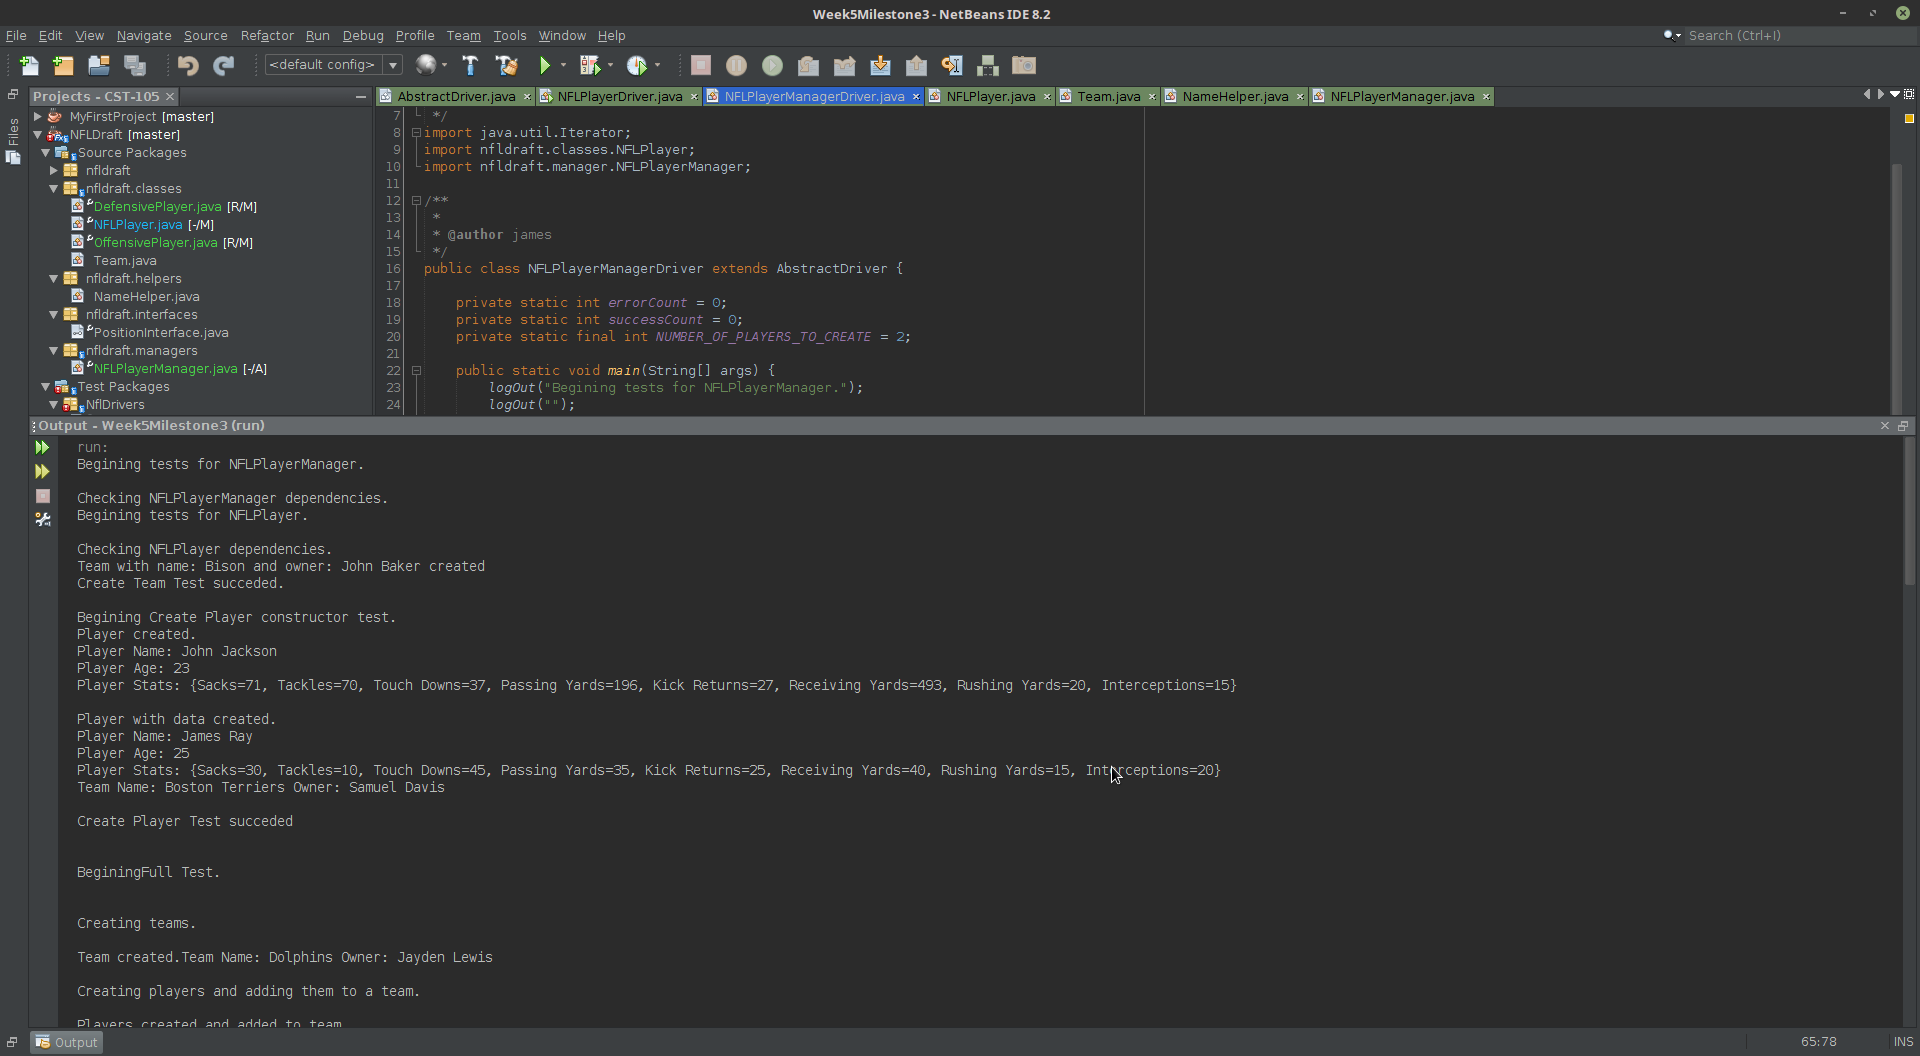 Week5Milestone3 - NetBeans IDE 8.2
File Edit View Navigate Source Refactor Run Debug Profile Team Tools Window Help
Search (Ctrl+I)
<default config>
Projects - CST-105
AbstractDriver.java NFLPlayerDriver.java NFLPlayerManagerDriver.java NFLPlayer.java Team.java NameHelper.java NFLPlayerManager.java
Files
MyFirstProject [master]
NFLDraft [master]
Source Packages
nfldraft
nfldraft.classes
DefensivePlayer.java [R/M]
NFLPlayer.java [-/M]
OffensivePlayer.java [R/M]
Team.java
nfldraft.helpers
NameHelper.java
nfldraft.interfaces
PositionInterface.java
nfldraft.managers
NFLPlayerManager.java [-/A]
Test Packages
NflDrivers
7 */
8 import java.util.Iterator;
9 import nfldraft.classes.NFLPlayer;
10 import nfldraft.manager.NFLPlayerManager;
11
12 /**
13 *
14 * @author james
15 */
16 public class NFLPlayerManagerDriver extends AbstractDriver {
17
18 private static int errorCount = 0;
19 private static int successCount = 0;
20 private static final int NUMBER_OF_PLAYERS_TO_CREATE = 2;
21
22 public static void main(String[] args) {
23 logOut("Begining tests for NFLPlayerManager.");
24 logOut("");
Output - Week5Milestone3 (run)
run:
Begining tests for NFLPlayerManager.
Checking NFLPlayerManager dependencies.
Begining tests for NFLPlayer.
Checking NFLPlayer dependencies.
Team with name: Bison and owner: John Baker created
Create Team Test succeded.
Begining Create Player constructor test.
Player created.
Player Name: John Jackson
Player Age: 23
Player Stats: {Sacks=71, Tackles=70, Touch Downs=37, Passing Yards=196, Kick Returns=27, Receiving Yards=493, Rushing Yards=20, Interceptions=15}
Player with data created.
Player Name: James Ray
Player Age: 25
Player Stats: {Sacks=30, Tackles=10, Touch Downs=45, Passing Yards=35, Kick Returns=25, Receiving Yards=40, Rushing Yards=15, Interceptions=20}
Team Name: Boston Terriers Owner: Samuel Davis
Create Player Test succeded
BeginingFull Test.
Creating teams.
Team created.Team Name: Dolphins Owner: Jayden Lewis
Creating players and adding them to a team.
Players created and added to team
Output
65:78 INS